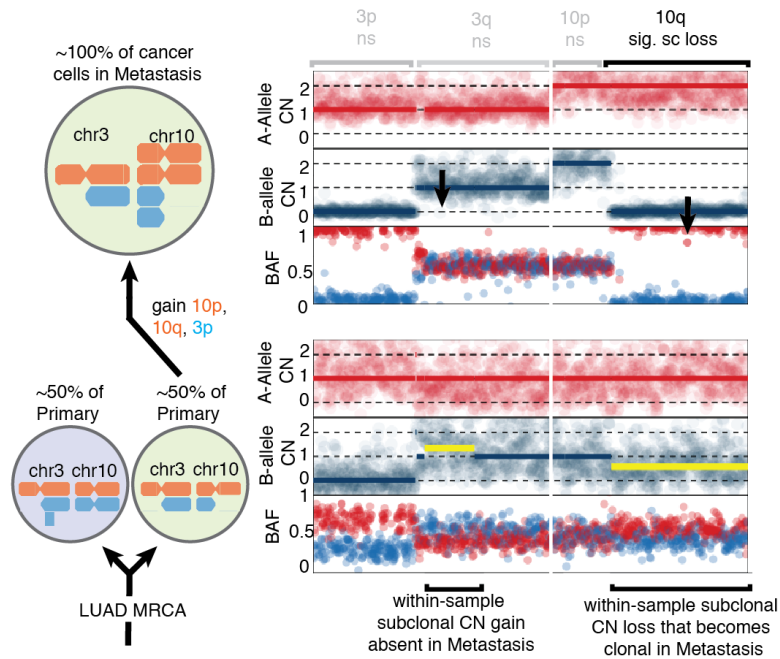 ~100% of cancer
cells in Metastasis
chr3
chr10
gain 10p,
10q, 3p
~50% of
Primary
~50% of
Primary
chr3 chr10
chr3 chr10
LUAD MRCA
3p
ns
3q
ns
10p
ns
10q
sig. sc loss
A-Allele
CN
2
1
0
B-allele
CN
2
1
0
BAF
1
0.5
0
A-Allele
CN
2
1
0
B-allele
CN
2
1
0
BAF
1
0.5
0
within-sample
subclonal CN gain
absent in Metastasis
within-sample subclonal
CN loss that becomes
clonal in Metastasis